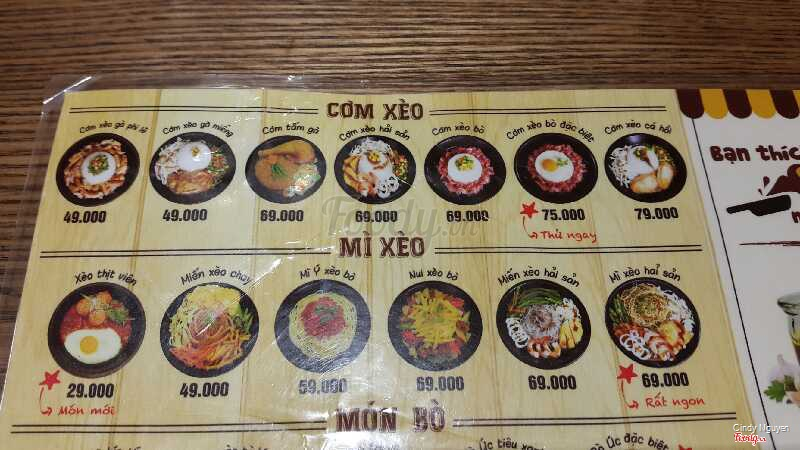 CƠM XÈO
Cơm xèo gà phi lê
Cơm xèo gà miếng
Cơm tấm gà
Cơm xèo hải sản
Cơm xèo bò
Cơm xèo bò đặc biệt
Cơm xèo cá hồi
49.000
49.000
69.000
69.000
69.000
75.000
79.000
Thử ngay
Foody.vn
MÌ XÈO
Xèo thịt viên
Miến xèo chay
Mì Ý xèo bò
Nui xèo bò
Miến xèo hải sản
Mì xèo hải sản
29.000
49.000
59.000
69.000
69.000
69.000
Món mới
Rất ngon
MÓN BÒ
Úc đặc biệt
Bạn thíc
Cindy Nguyen